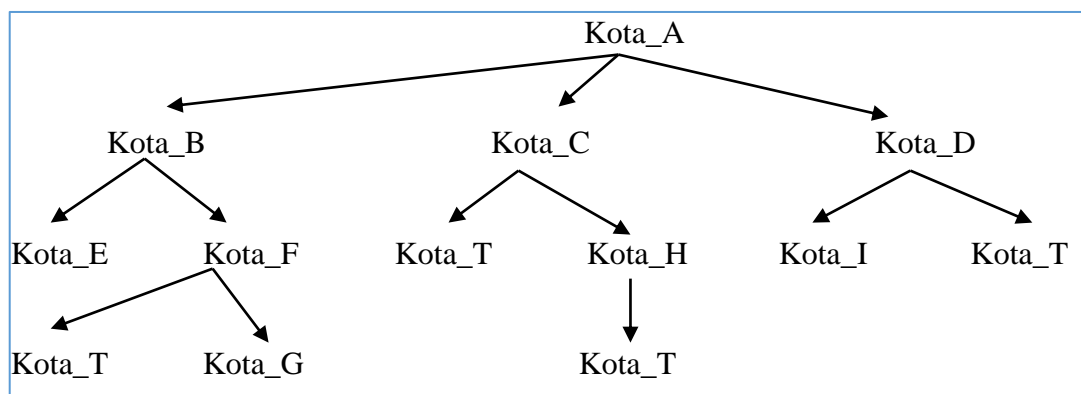 Kota_A
Kota_B Kota_C Kota_D
Kota_E Kota_F Kota_T Kota_H Kota_I Kota_T
Kota_T Kota_G Kota_T